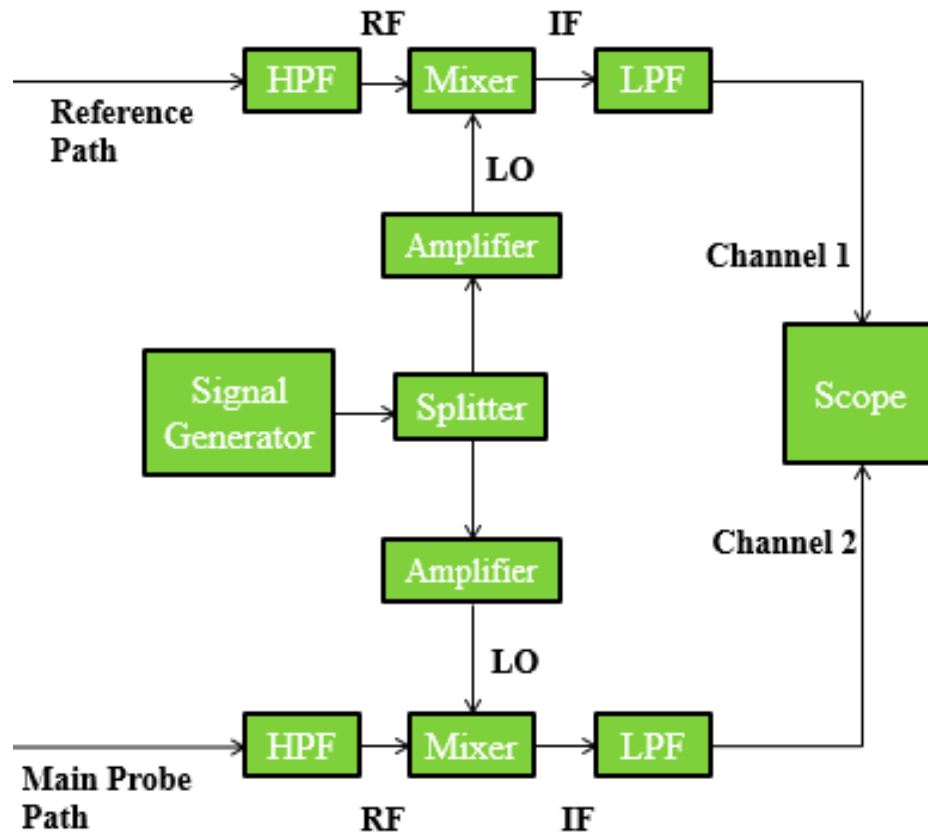 RF IF
HPF Mixer LPF
Reference
Path
LO
Amplifier
Channel 1
Signal
Generator
Splitter
Scope
Amplifier
Channel 2
LO
HPF Mixer LPF
Main Probe
Path
RF IF